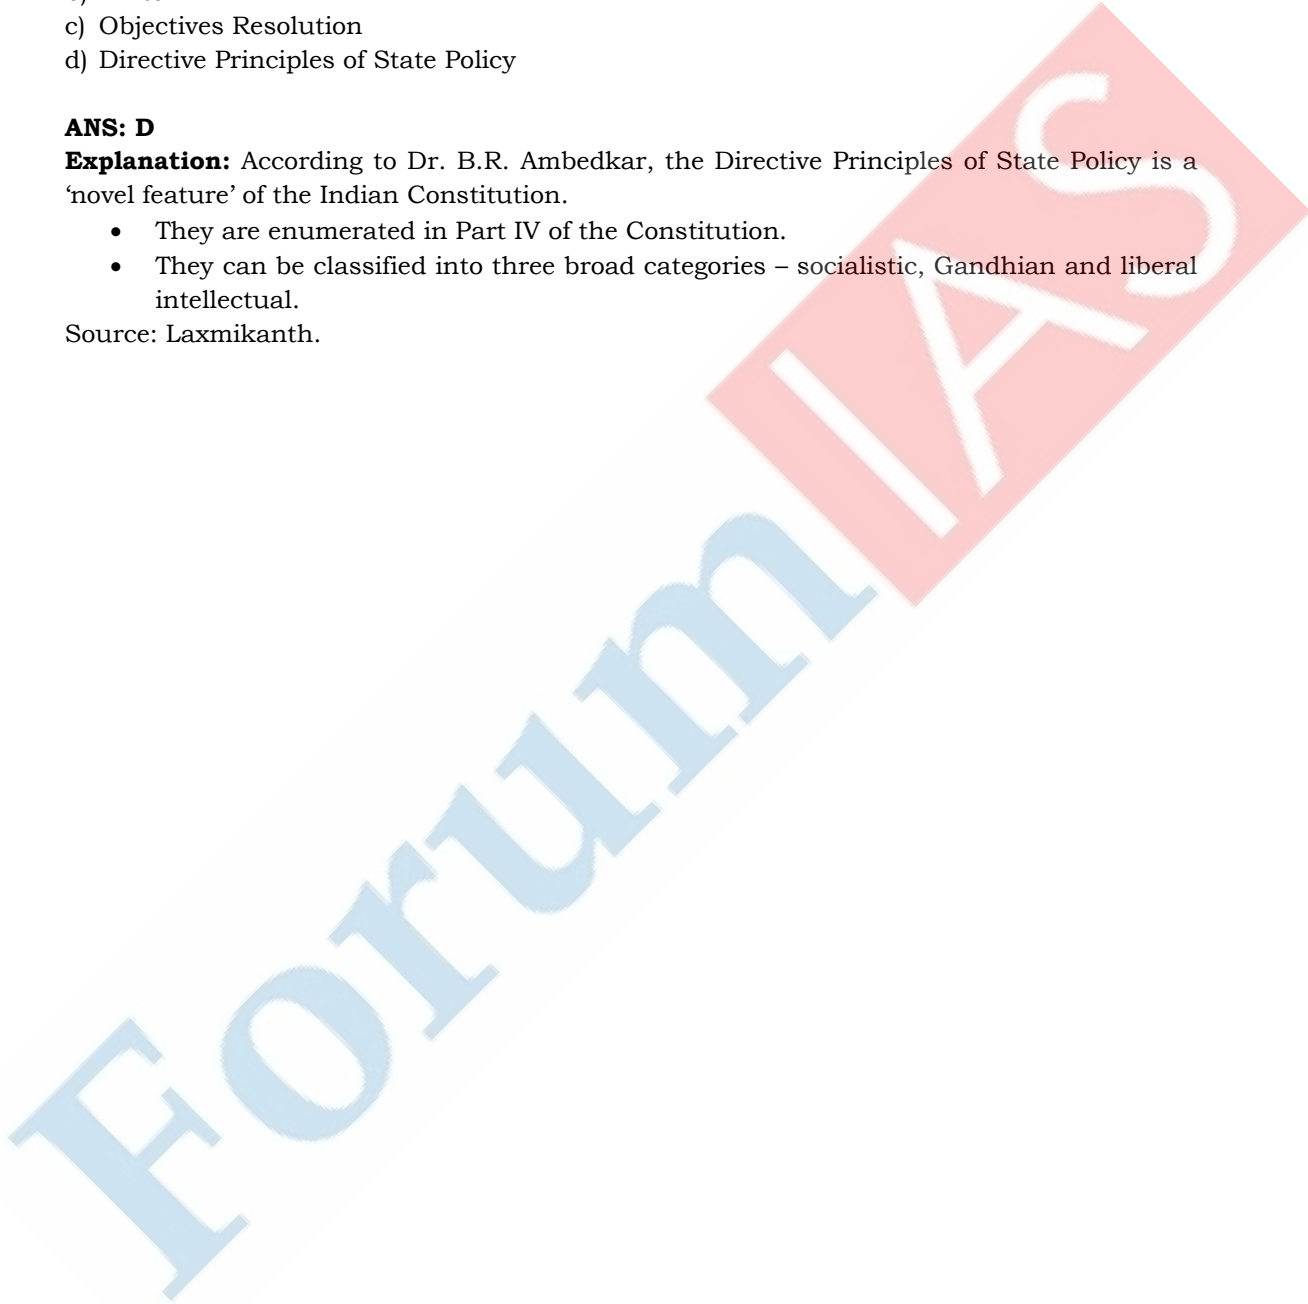 c) Objectives Resolution
d) Directive Principles of State Policy
ANS: D
Explanation: According to Dr. B.R. Ambedkar, the Directive Principles of State Policy is a
‘novel feature’ of the Indian Constitution.
• They are enumerated in Part IV of the Constitution.
• They can be classified into three broad categories – socialistic, Gandhian and liberal
intellectual.
Source: Laxmikanth.
ForumIAS